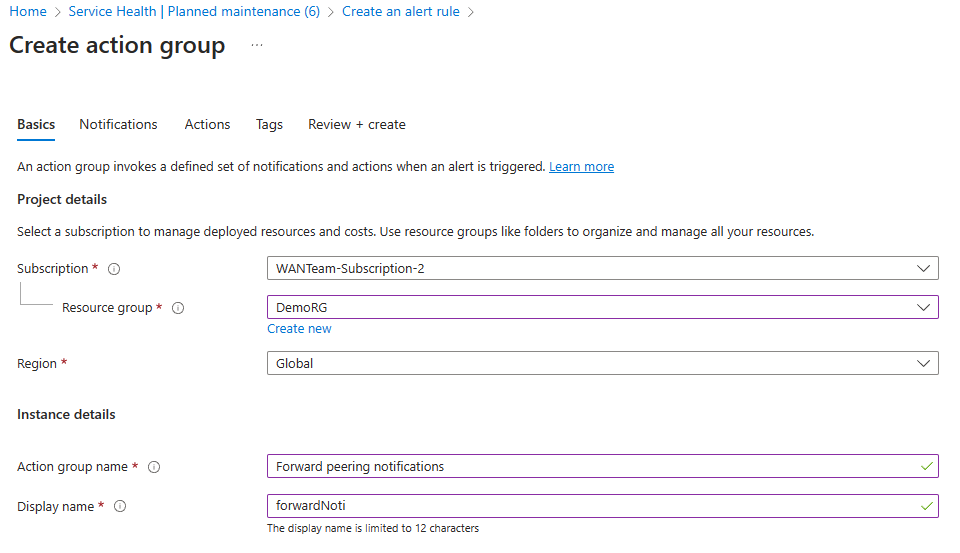 Home > Service Health | Planned maintenance (6) > Create an alert rule >
Create action group ...
Basics Notifications Actions Tags Review + create
An action group invokes a defined set of notifications and actions when an alert is triggered. Learn more
Project details
Select a subscription to manage deployed resources and costs. Use resource groups like folders to organize and manage all your resources.
Subscription * WANTeam-Subscription-2
Resource group * DemoRG
Create new
Region * Global
Instance details
Action group name * Forward peering notifications
Display name * forwardNoti
The display name is limited to 12 characters